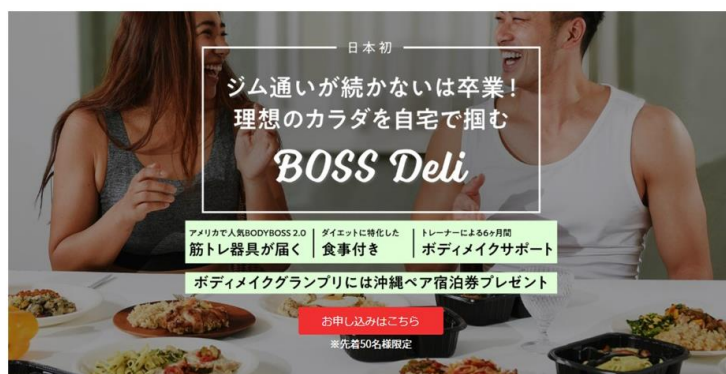 日本初
ジム通いが続かないは卒業！
理想のカラダを自宅で掴む
BOSS Deli
アメリカで人気BODYBOSS 2.0
筋トレ器具が届く
ダイエットに特化した
食事付き
トレーナーによる6ヶ月間
ボディメイクサポート
ボディメイクグランプリには沖縄ペア宿泊券プレゼント
お申し込みはこちら
※先着50名様限定